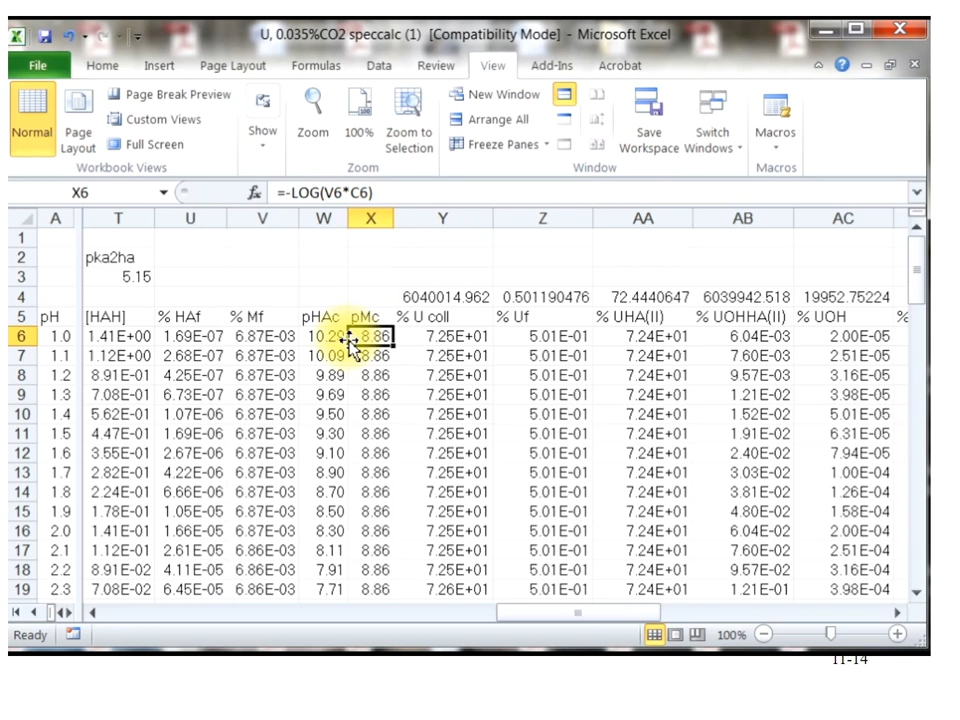 U, 0.035%CO2 speccalc (1) [Compatibility Mode] - Microsoft Excel
File Home Insert Page Layout Formulas Data Review View Add-Ins Acrobat
Normal
Page Layout
Page Break Preview
Custom Views
Full Screen
Workbook Views
Show
Zoom
100%
Zoom to Selection
Zoom
New Window
Arrange All
Freeze Panes
Save Workspace
Switch Windows
Window
Macros
Macros
X6 fx =-LOG(V6*C6)
A T U V W X Y Z AA AB AC
1
2 pka2ha
3 5.15
4 6040014.962 0.501190476 72.4440647 6039942.518 19952.75224
5 pH [HAH] % HAf % Mf pHAc pMc % U coll % Uf % UHA(II) % UOHHA(II) % UOH %
6 1.0 1.41E+00 1.69E-07 6.87E-03 10.29 8.86 7.25E+01 5.01E-01 7.24E+01 6.04E-03 2.00E-05
7 1.1 1.12E+00 2.68E-07 6.87E-03 10.09 8.86 7.25E+01 5.01E-01 7.24E+01 7.60E-03 2.51E-05
8 1.2 8.91E-01 4.25E-07 6.87E-03 9.89 8.86 7.25E+01 5.01E-01 7.24E+01 9.57E-03 3.16E-05
9 1.3 7.08E-01 6.73E-07 6.87E-03 9.69 8.86 7.25E+01 5.01E-01 7.24E+01 1.21E-02 3.98E-05
10 1.4 5.62E-01 1.07E-06 6.87E-03 9.50 8.86 7.25E+01 5.01E-01 7.24E+01 1.52E-02 5.01E-05
11 1.5 4.47E-01 1.69E-06 6.87E-03 9.30 8.86 7.25E+01 5.01E-01 7.24E+01 1.91E-02 6.31E-05
12 1.6 3.55E-01 2.67E-06 6.87E-03 9.10 8.86 7.25E+01 5.01E-01 7.24E+01 2.40E-02 7.94E-05
13 1.7 2.82E-01 4.22E-06 6.87E-03 8.90 8.86 7.25E+01 5.01E-01 7.24E+01 3.03E-02 1.00E-04
14 1.8 2.24E-01 6.66E-06 6.87E-03 8.70 8.86 7.25E+01 5.01E-01 7.24E+01 3.81E-02 1.26E-04
15 1.9 1.78E-01 1.05E-05 6.87E-03 8.50 8.86 7.25E+01 5.01E-01 7.24E+01 4.80E-02 1.58E-04
16 2.0 1.41E-01 1.66E-05 6.87E-03 8.30 8.86 7.25E+01 5.01E-01 7.24E+01 6.04E-02 2.00E-04
17 2.1 1.12E-01 2.61E-05 6.86E-03 8.11 8.86 7.25E+01 5.01E-01 7.24E+01 7.60E-02 2.51E-04
18 2.2 8.91E-02 4.11E-05 6.86E-03 7.91 8.86 7.25E+01 5.01E-01 7.24E+01 9.57E-02 3.16E-04
19 2.3 7.08E-02 6.45E-05 6.86E-03 7.71 8.86 7.26E+01 5.01E-01 7.24E+01 1.21E-01 3.98E-04
Ready 100%
11-14